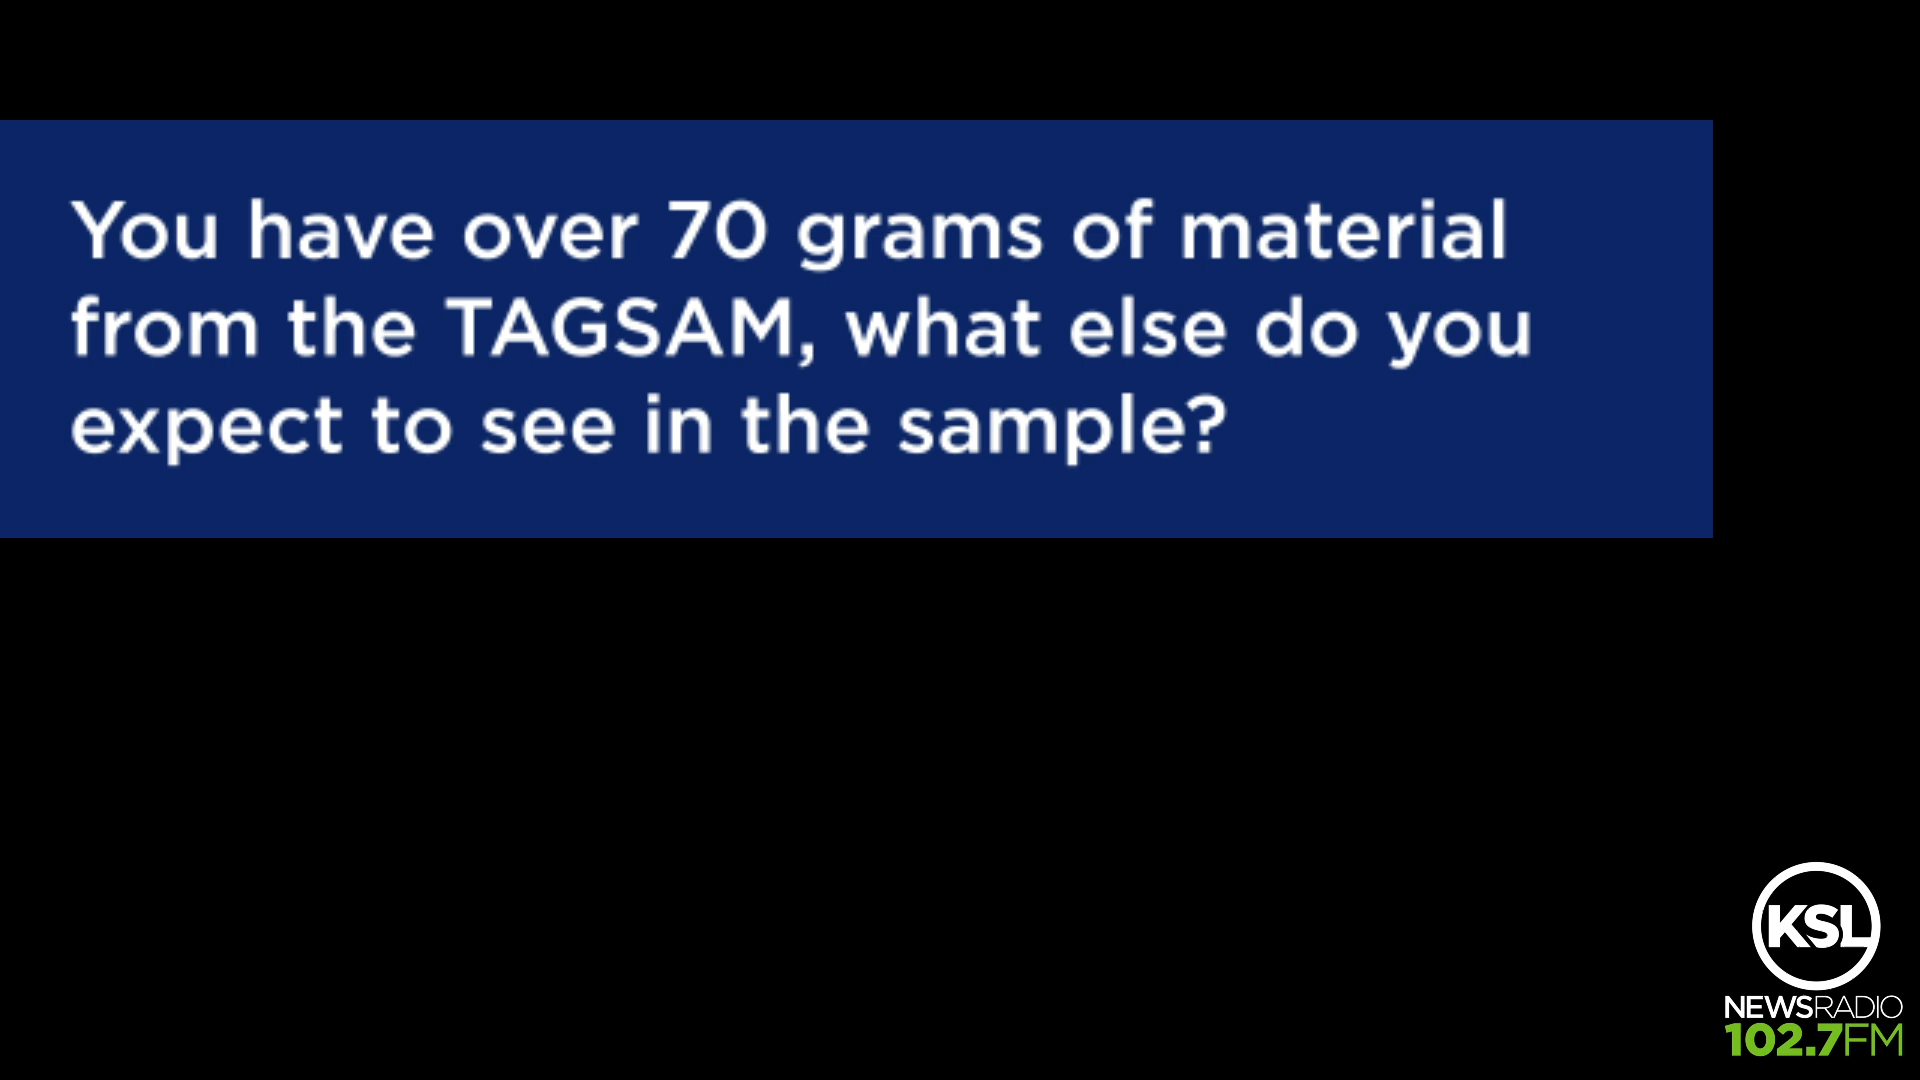 You have over 70 grams of material
from the TAGSAM, what else do you
expect to see in the sample?
KSL
NEWSRADIO
102.7FM